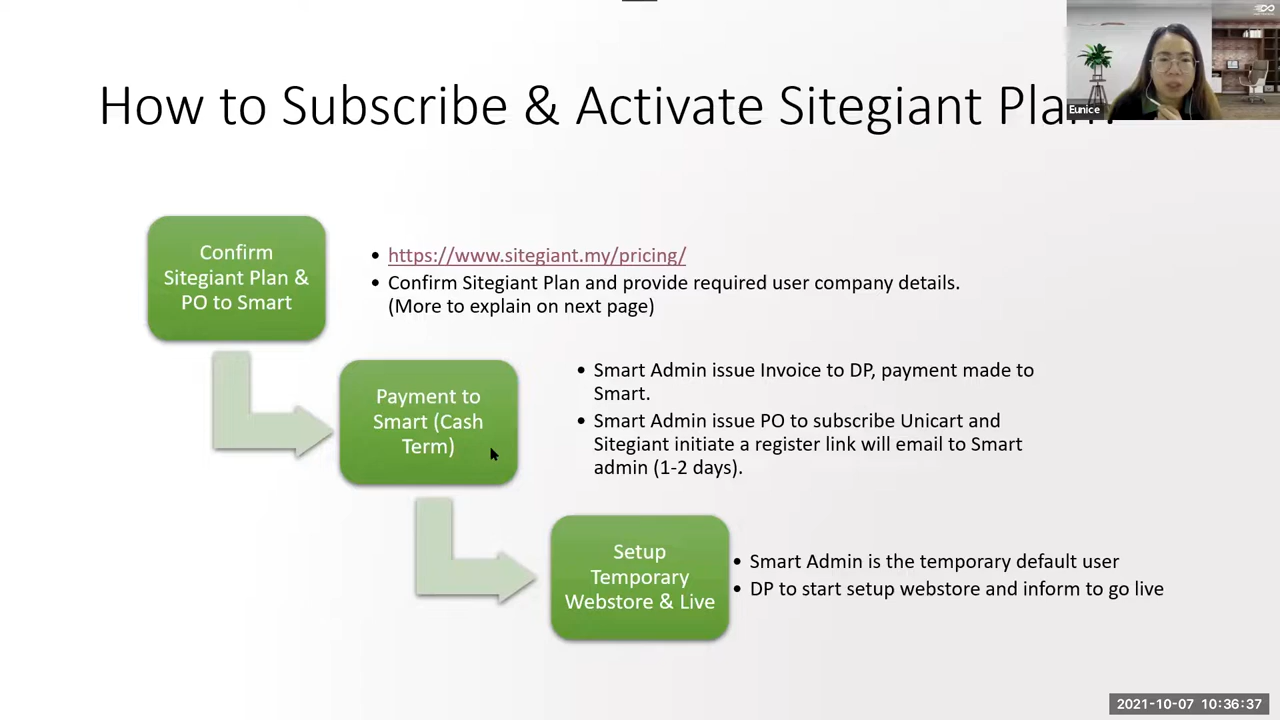 How to Subscribe & Activate Sitegiant Plan?
Eunice
Confirm
Sitegiant Plan &
PO to Smart
• https://www.sitegiant.my/pricing/
• Confirm Sitegiant Plan and provide required user company details.
(More to explain on next page)
Payment to
Smart (Cash
Term)
• Smart Admin issue Invoice to DP, payment made to
Smart.
• Smart Admin issue PO to subscribe Unicart and
Sitegiant initiate a register link will email to Smart
admin (1-2 days).
Setup
Temporary
Webstore & Live
• Smart Admin is the temporary default user
• DP to start setup webstore and inform to go live
2021-10-07 10:36:37